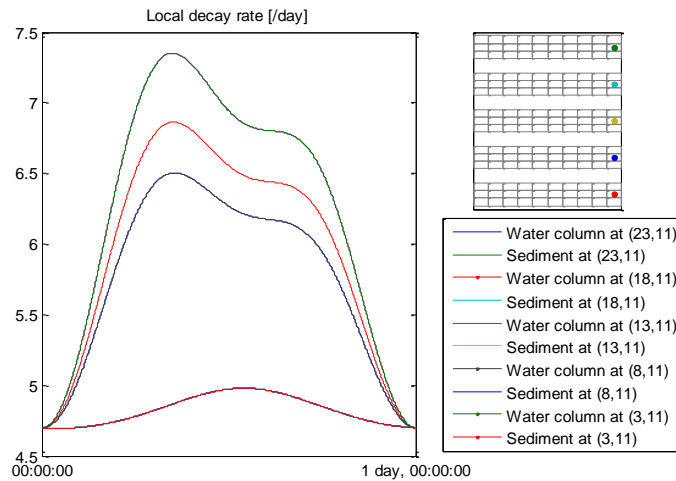 Local decay rate [/day]
7.5
7
6.5
6
5.5
5
4.5
00:00:00
1 day, 00:00:00
Water column at (23,11)
Sediment at (23,11)
Water column at (18,11)
Sediment at (18,11)
Water column at (13,11)
Sediment at (13,11)
Water column at (8,11)
Sediment at (8,11)
Water column at (3,11)
Sediment at (3,11)